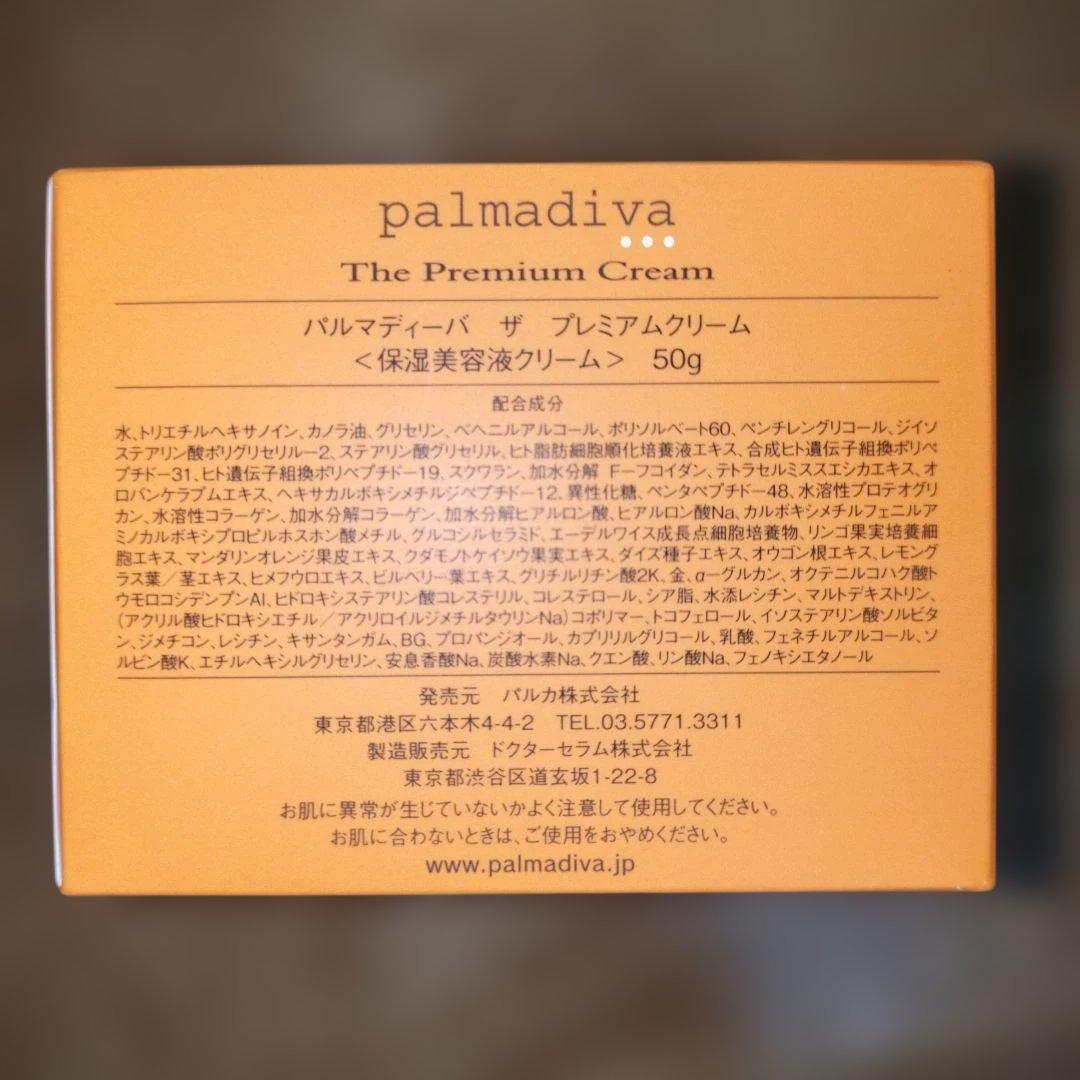 palmadiva
The Premium Cream
パルマディーバ ザ プレミアムクリーム
＜保湿美容液クリーム＞ 50g
配合成分
水、トリエチルヘキサノイン、カノラ油、グリセリン、ベヘニルアルコール、ポリソルベート60、ペンチレングリコール、ジイソ
ステアリン酸ポリグリセリルー2、ステアリン酸グリセリル、ヒト脂肪細胞順化培養液エキス、合成ヒト遺伝子組換ポリペ
プチドー31、ヒト遺伝子組換ポリペプチドー19、スクワラン、加水分解 Fーフコイダン、テトラセルミススエシカエキス、オ
ロバンケラプムエキス、ヘキサカルボキシメチルジペプチドー12、異性化糖、ペンタペプチドー48、水溶性プロテオグリ
カン、水溶性コラーゲン、加水分解コラーゲン、加水分解ヒアルロン酸、ヒアルロン酸Na、カルボキシメチルフェニルア
ミノカルボキシプロピルホスホン酸メチル、グルコシルセラミド、エーデルワイス成長点細胞培養物、リンゴ果実培養細
胞エキス、マンダリンオレンジ果皮エキス、クダモノトケイソウ果実エキス、ダイズ種子エキス、オウゴン根エキス、レモング
ラス葉／茎エキス、ヒメフウロエキス、ビルベリー葉エキス、グリチルリチン酸2K、金、αーグルカン、オクテニルコハク酸ト
ウモロコシデンプンAl、ヒドロキシステアリン酸コレステリル、コレステロール、シア脂、水添レシチン、マルトデキストリン、
（アクリル酸ヒドロキシエチル／アクリロイルジメチルタウリンNa）コポリマー、トコフェロール、イソステアリン酸ソルビタ
ン、ジメチコン、レシチン、キサンタンガム、BG、プロパンジオール、カプリリルグリコール、乳酸、フェネチルアルコール、ソ
ルビン酸K、エチルヘキシルグリセリン、安息香酸Na、炭酸水素Na、クエン酸、リン酸Na、フェノキシエタノール
発売元 パルカ株式会社
東京都港区六本木4-4-2 TEL.03.5771.3311
製造販売元 ドクターセラム株式会社
東京都渋谷区道玄坂1-22-8
お肌に異常が生じていないかよく注意して使用してください。
お肌に合わないときは、ご使用をおやめください。
www.palmadiva.jp